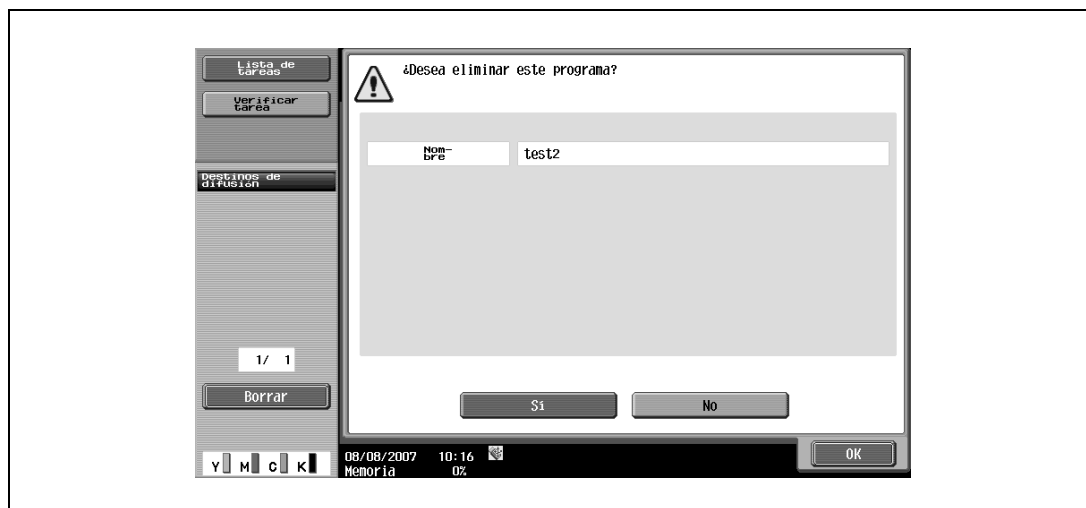 Lista de
tareas
Verificar
tarea
Destinos de
difusión
1/ 1
Borrar
Y M C K
¿Desea eliminar este programa?
Nom-
bre
test2
Sí
No
08/08/2007 10:16
Memoria 0%
OK